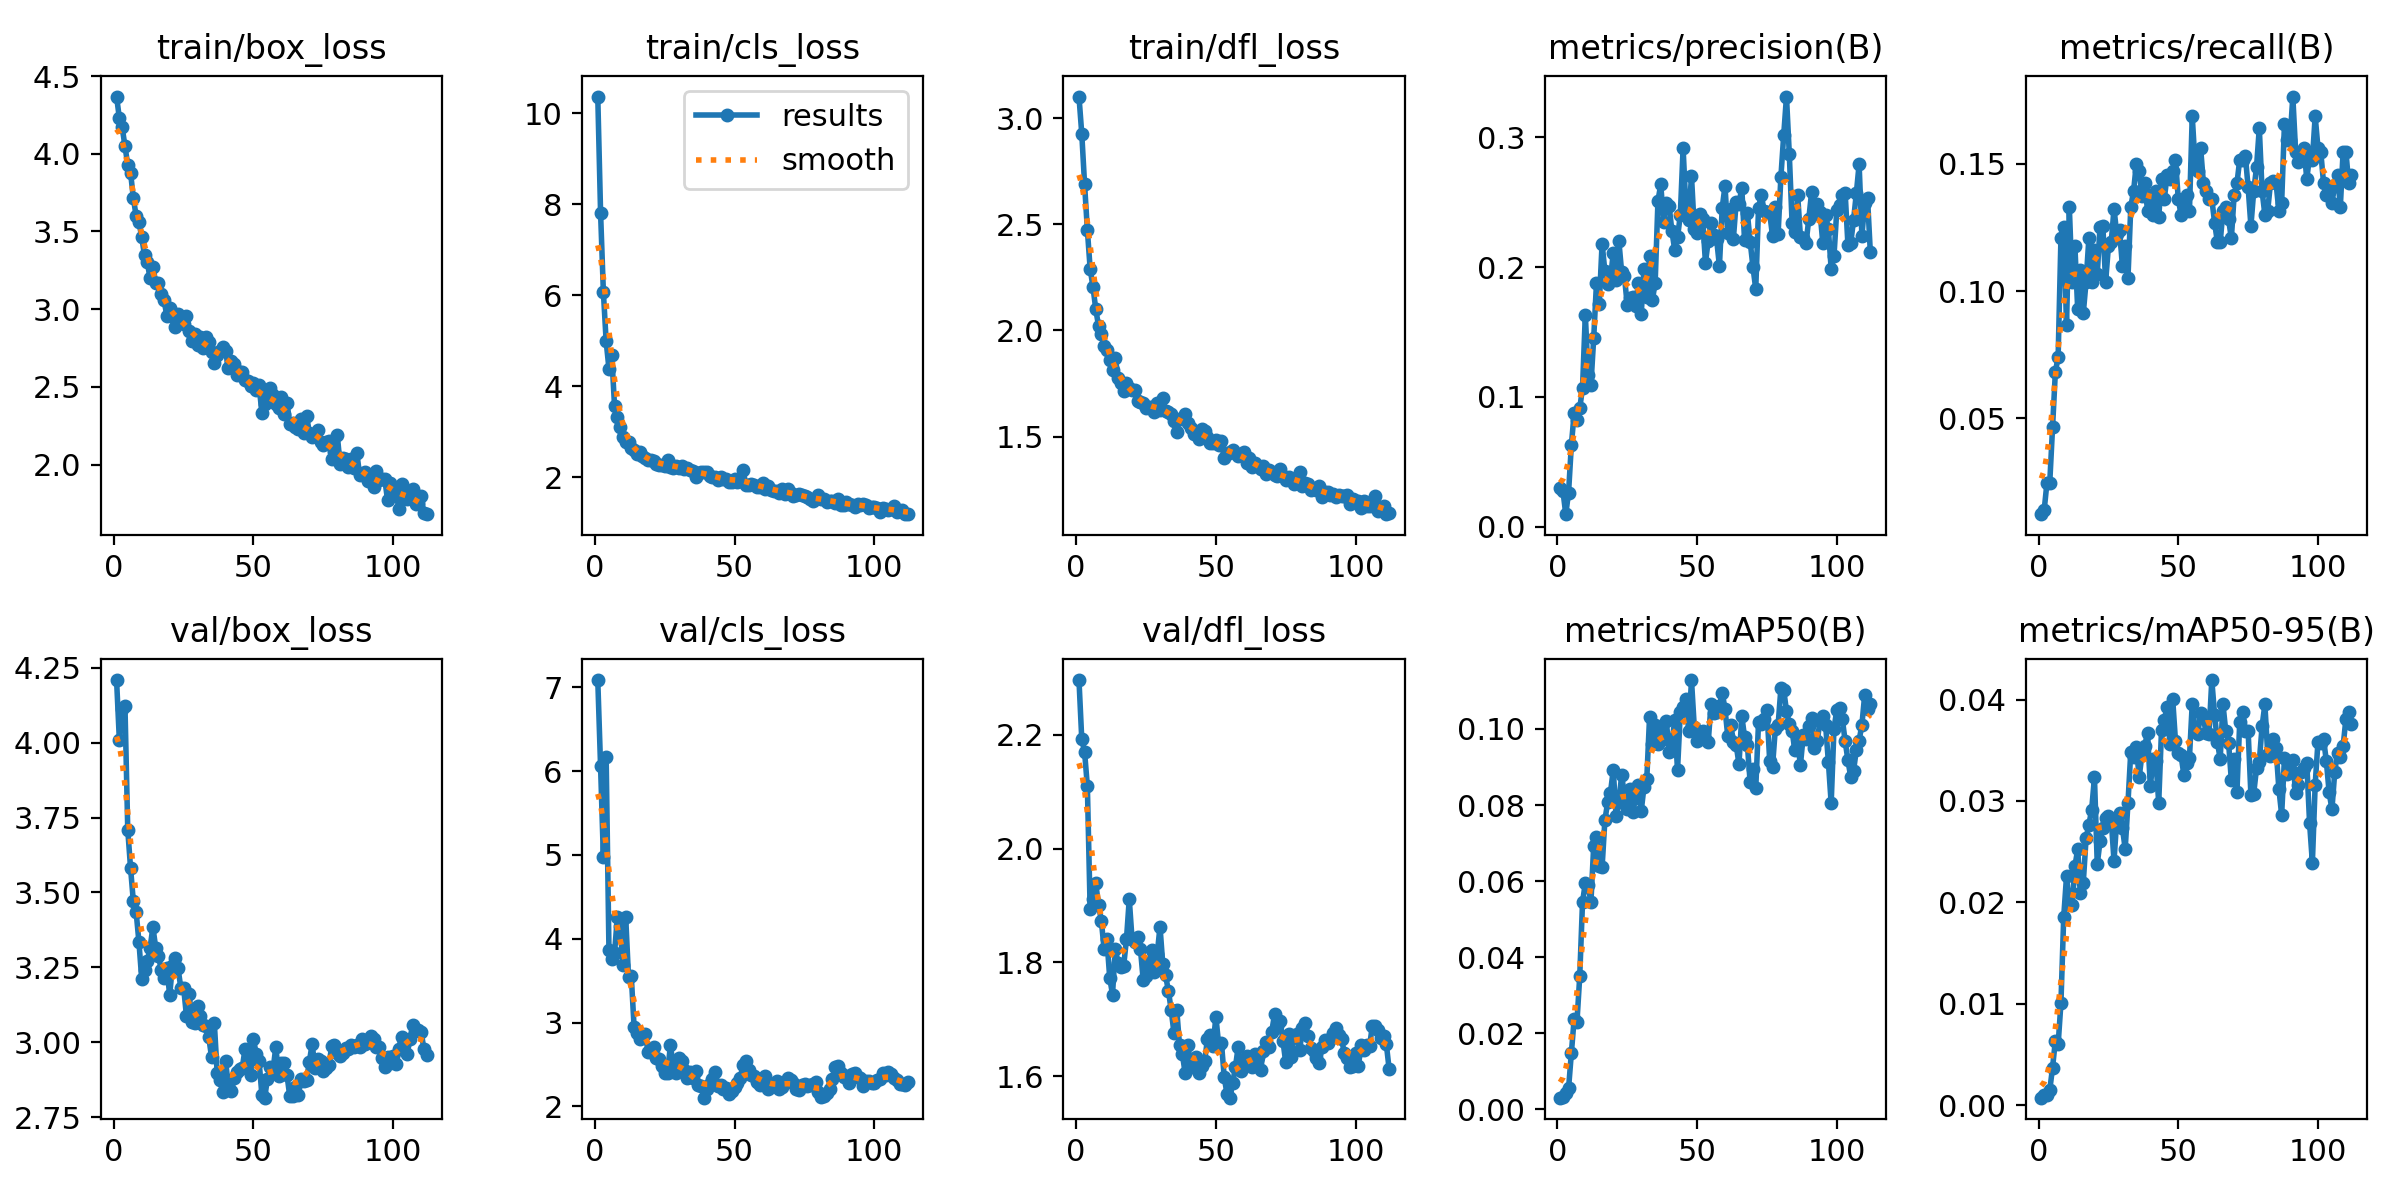 train/box_loss
4.5
4.0
3.5
3.0
2.5
2.0
0 50 100
train/cls_loss
results
smooth
10
8
6
4
2
0 50 100
train/dfl_loss
3.0
2.5
2.0
1.5
0 50 100
metrics/precision(B)
0.3
0.2
0.1
0.0
0 50 100
metrics/recall(B)
0.15
0.10
0.05
0 50 100
val/box_loss
4.25
4.00
3.75
3.50
3.25
3.00
2.75
0 50 100
val/cls_loss
7
6
5
4
3
2
0 50 100
val/dfl_loss
2.2
2.0
1.8
1.6
0 50 100
metrics/mAP50(B)
0.10
0.08
0.06
0.04
0.02
0.00
0 50 100
metrics/mAP50-95(B)
0.04
0.03
0.02
0.01
0.00
0 50 100